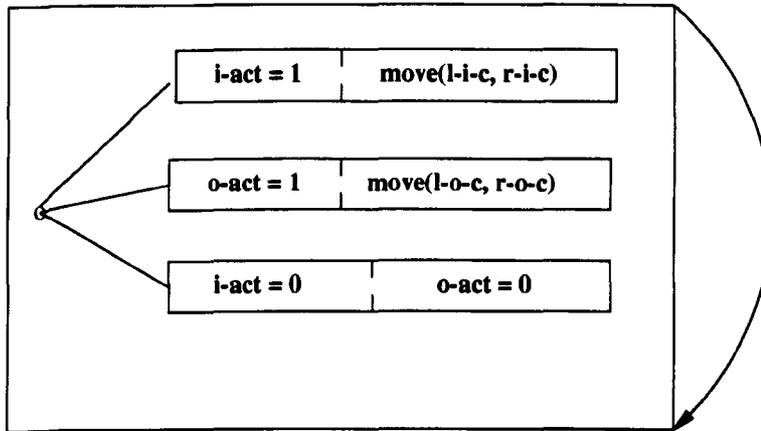 i-act = 1 move(l-i-c, r-i-c)
o-act = 1 move(l-o-c, r-o-c)
i-act = 0 o-act = 0